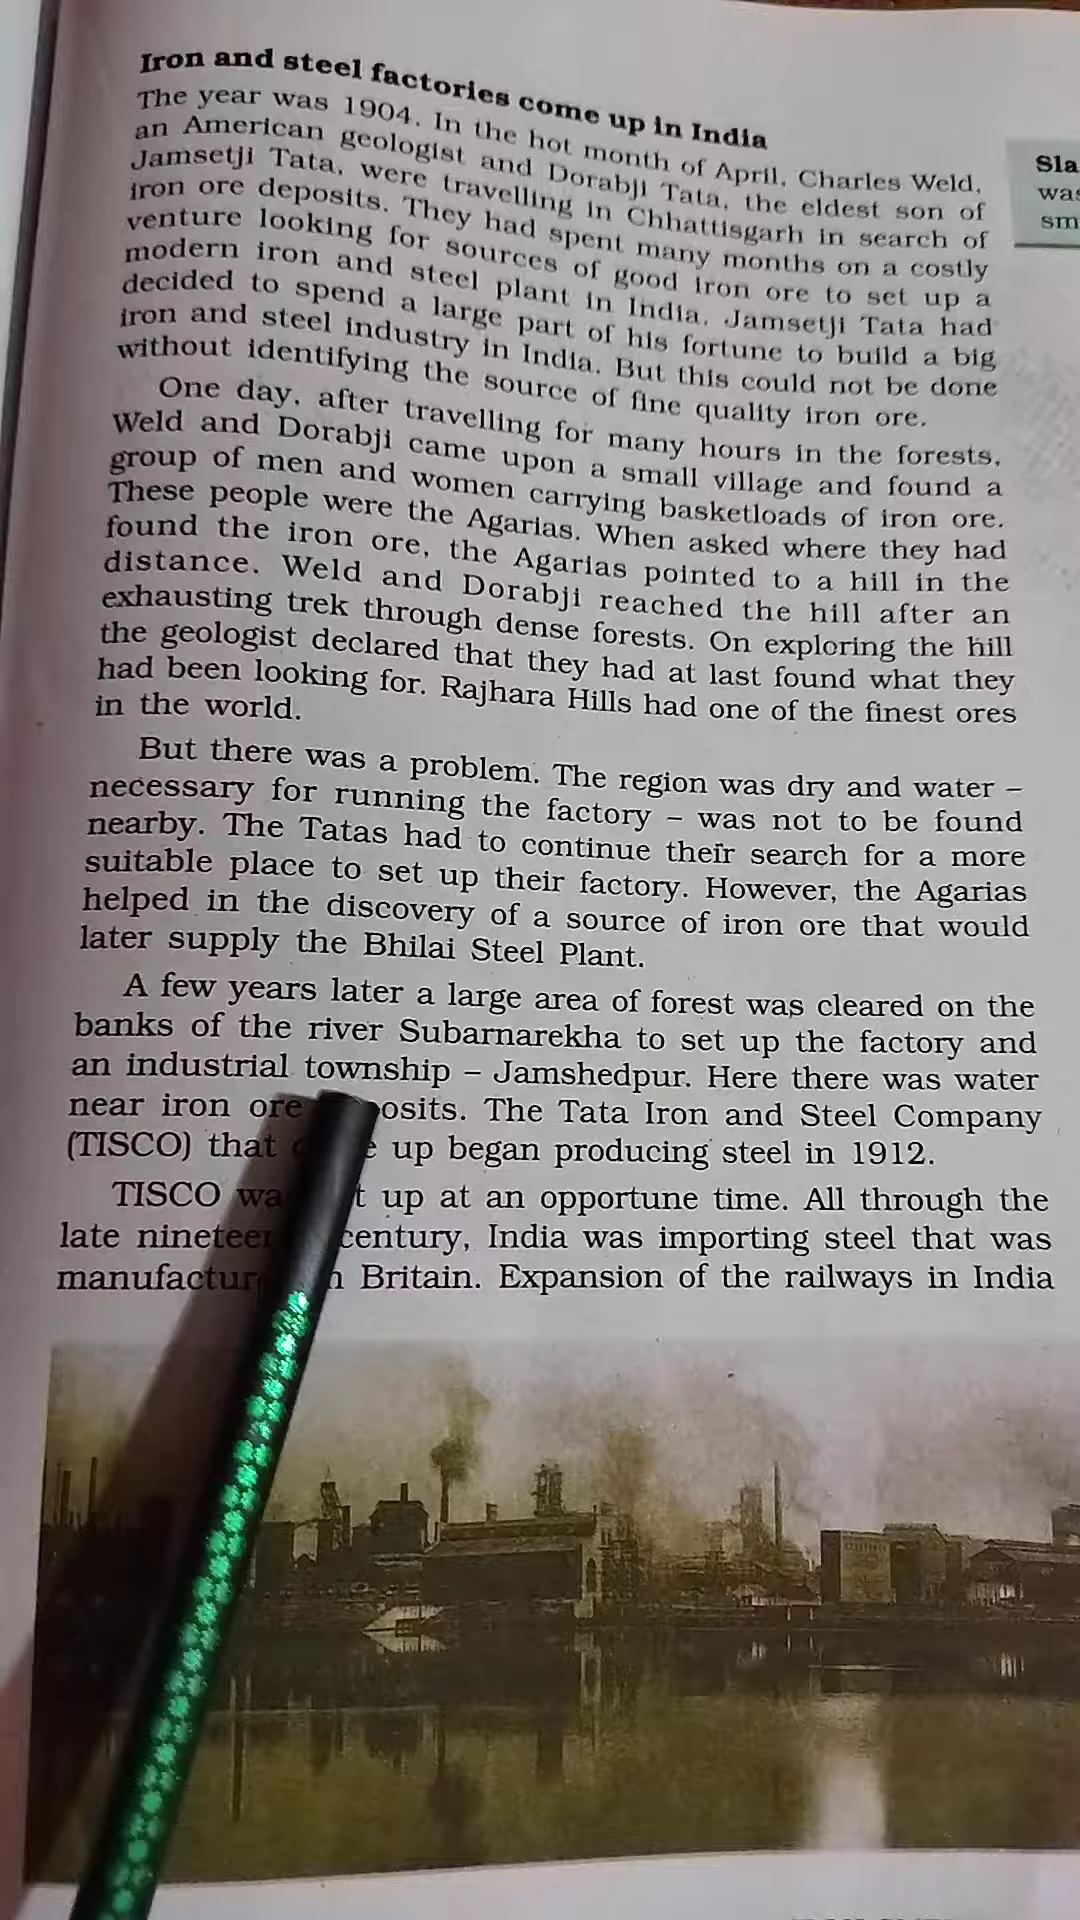 Iron and steel factories come up in India
The year was 1904. In the hot month of April, Charles Weld,
an American geologist and Dorabji Tata, the eldest son of
Jamsetji Tata, were travelling in Chhattisgarh in search of
iron ore deposits. They had spent many months on a costly
venture looking for sources of good iron ore to set up a
modern iron and steel plant in India. Jamsetji Tata had
decided to spend a large part of his fortune to build a big
iron and steel industry in India. But this could not be done
without identifying the source of fine quality iron ore.
One day, after travelling for many hours in the forests,
Weld and Dorabji came upon a small village and found a
group of men and women carrying basketloads of iron ore.
These people were the Agarias. When asked where they had
found the iron ore, the Agarias pointed to a hill in the
distance. Weld and Dorabji reached the hill after an
exhausting trek through dense forests. On exploring the hill
the geologist declared that they had at last found what they
had been looking for. Rajhara Hills had one of the finest ores
in the world.
But there was a problem. The region was dry and water –
necessary for running the factory – was not to be found
nearby. The Tatas had to continue their search for a more
suitable place to set up their factory. However, the Agarias
helped in the discovery of a source of iron ore that would
later supply the Bhilai Steel Plant.
A few years later a large area of forest was cleared on the
banks of the river Subarnarekha to set up the factory and
an industrial township – Jamshedpur. Here there was water
near iron ore osits. The Tata Iron and Steel Company
(TISCO) that up began producing steel in 1912.
TISCO wa t up at an opportune time. All through the
late nineteen century, India was importing steel that was
manufactur n Britain. Expansion of the railways in India
Sla
was
sm